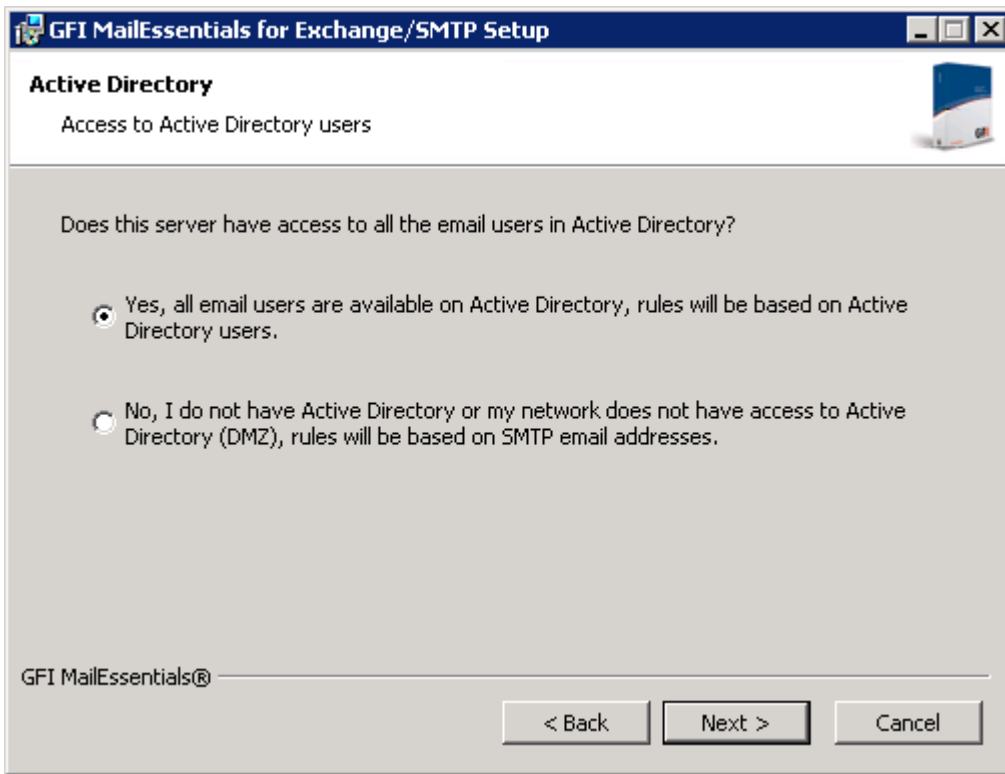 GFI MailEssentials for Exchange/SMTP Setup
Active Directory
Access to Active Directory users
GFI
Does this server have access to all the email users in Active Directory?
Yes, all email users are available on Active Directory, rules will be based on Active
Directory users.
No, I do not have Active Directory or my network does not have access to Active
Directory (DMZ), rules will be based on SMTP email addresses.
GFI MailEssentials®
< Back
Next >
Cancel